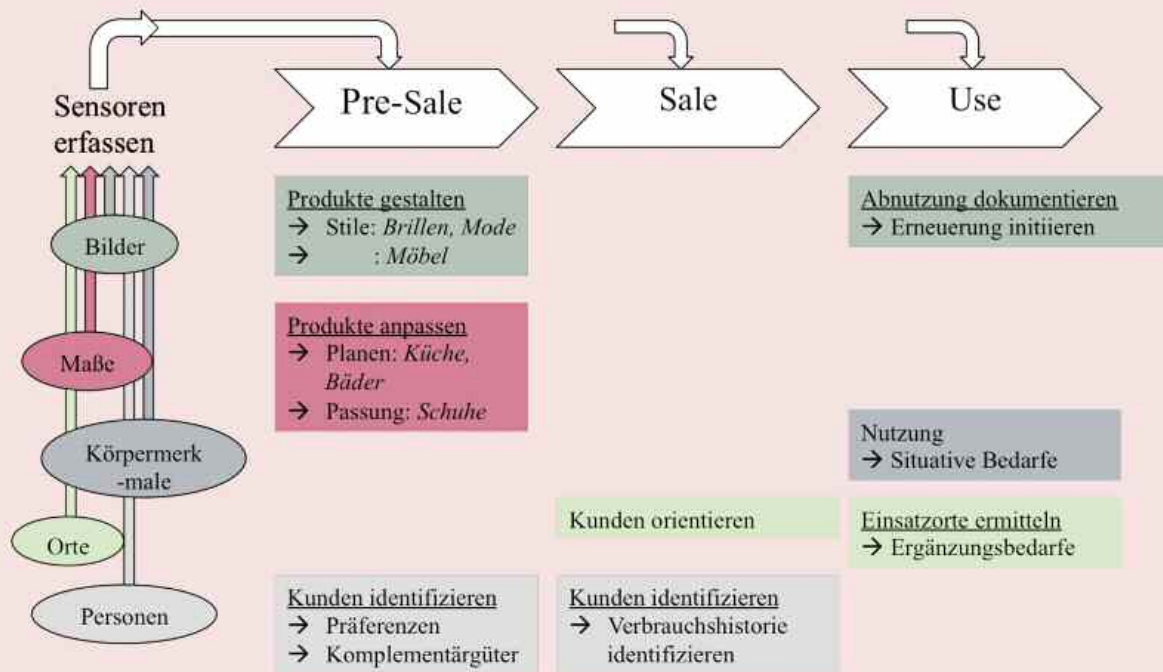 Sensoren
erfassen
Pre-Sale
Sale
Use
Bilder
Maße
Körpermerk
-male
Orte
Personen
Produkte gestalten
→ Stile: Brillen, Mode
→ : Möbel
Produkte anpassen
→ Planen: Küche,
Bäder
→ Passung: Schuhe
Kunden identifizieren
→ Präferenzen
→ Komplementärgüter
Kunden orientieren
Kunden identifizieren
→ Verbrauchshistorie
identifizieren
Abnutzung dokumentieren
→ Erneuerung initiieren
Nutzung
→ Situative Bedarfe
Einsatzorte ermitteln
→ Ergänzungsbedarfe